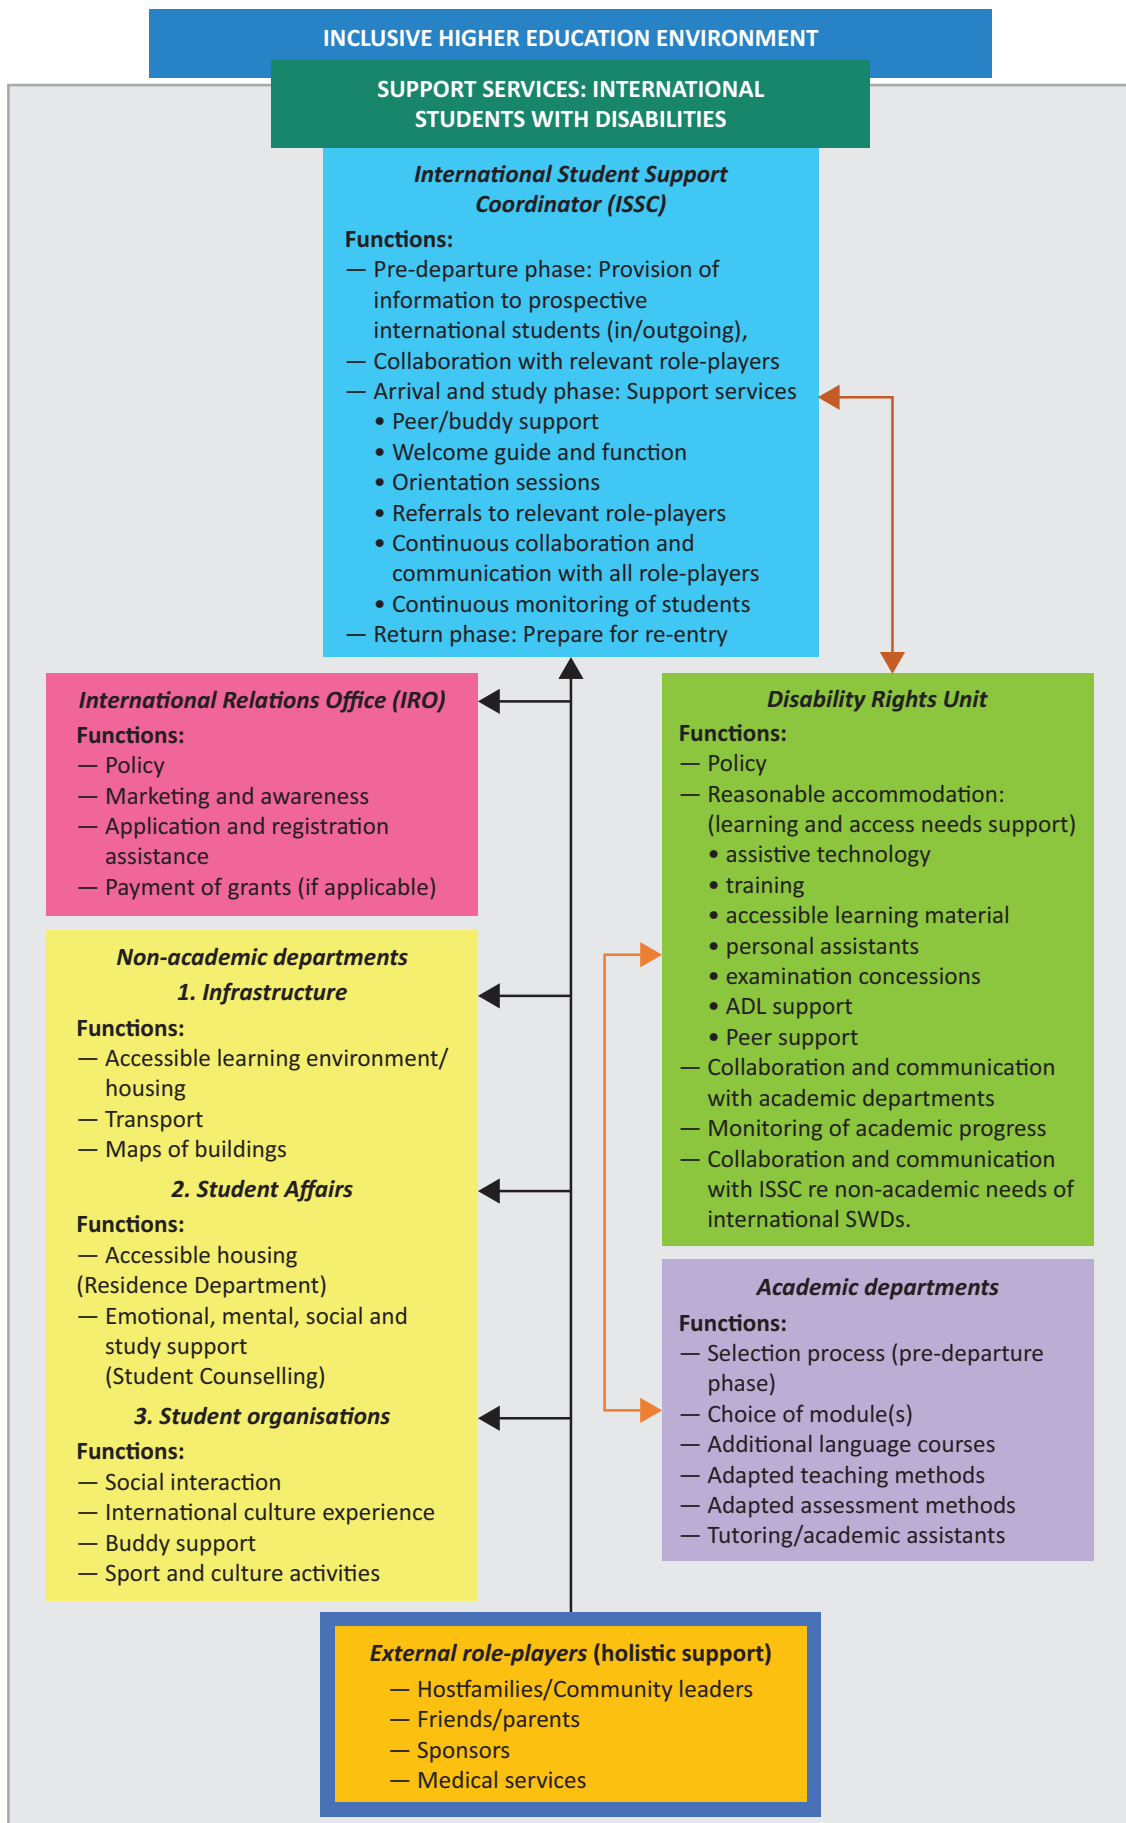 INCLUSIVE HIGHER EDUCATION ENVIRONMENT
SUPPORT SERVICES: INTERNATIONAL
STUDENTS WITH DISABILITIES
International Student Support
Coordinator (ISSC)
Functions:
— Pre-departure phase: Provision of
information to prospective
international students (in/outgoing),
— Collaboration with relevant role-players
— Arrival and study phase: Support services
• Peer/buddy support
• Welcome guide and function
• Orientation sessions
• Referrals to relevant role-players
• Continuous collaboration and
communication with all role-players
• Continuous monitoring of students
— Return phase: Prepare for re-entry
International Relations Office (IRO)
Functions:
— Policy
— Marketing and awareness
— Application and registration
assistance
— Payment of grants (if applicable)
Non-academic departments
1. Infrastructure
Functions:
— Accessible learning environment/
housing
— Transport
— Maps of buildings
2. Student Affairs
Functions:
— Accessible housing
(Residence Department)
— Emotional, mental, social and
study support
(Student Counselling)
3. Student organisations
Functions:
— Social interaction
— International culture experience
— Buddy support
— Sport and culture activities
Disability Rights Unit
Functions:
— Policy
— Reasonable accommodation:
(learning and access needs support)
• assistive technology
• training
• accessible learning material
• personal assistants
• examination concessions
• ADL support
• Peer support
— Collaboration and communication
with academic departments
— Monitoring of academic progress
— Collaboration and communication
with ISSC re non-academic needs of
international SWDs.
Academic departments
Functions:
— Selection process (pre-departure
phase)
— Choice of module(s)
— Additional language courses
— Adapted teaching methods
— Adapted assessment methods
— Tutoring/academic assistants
External role-players (holistic support)
— Hostfamilies/Community leaders
— Friends/parents
— Sponsors
— Medical services